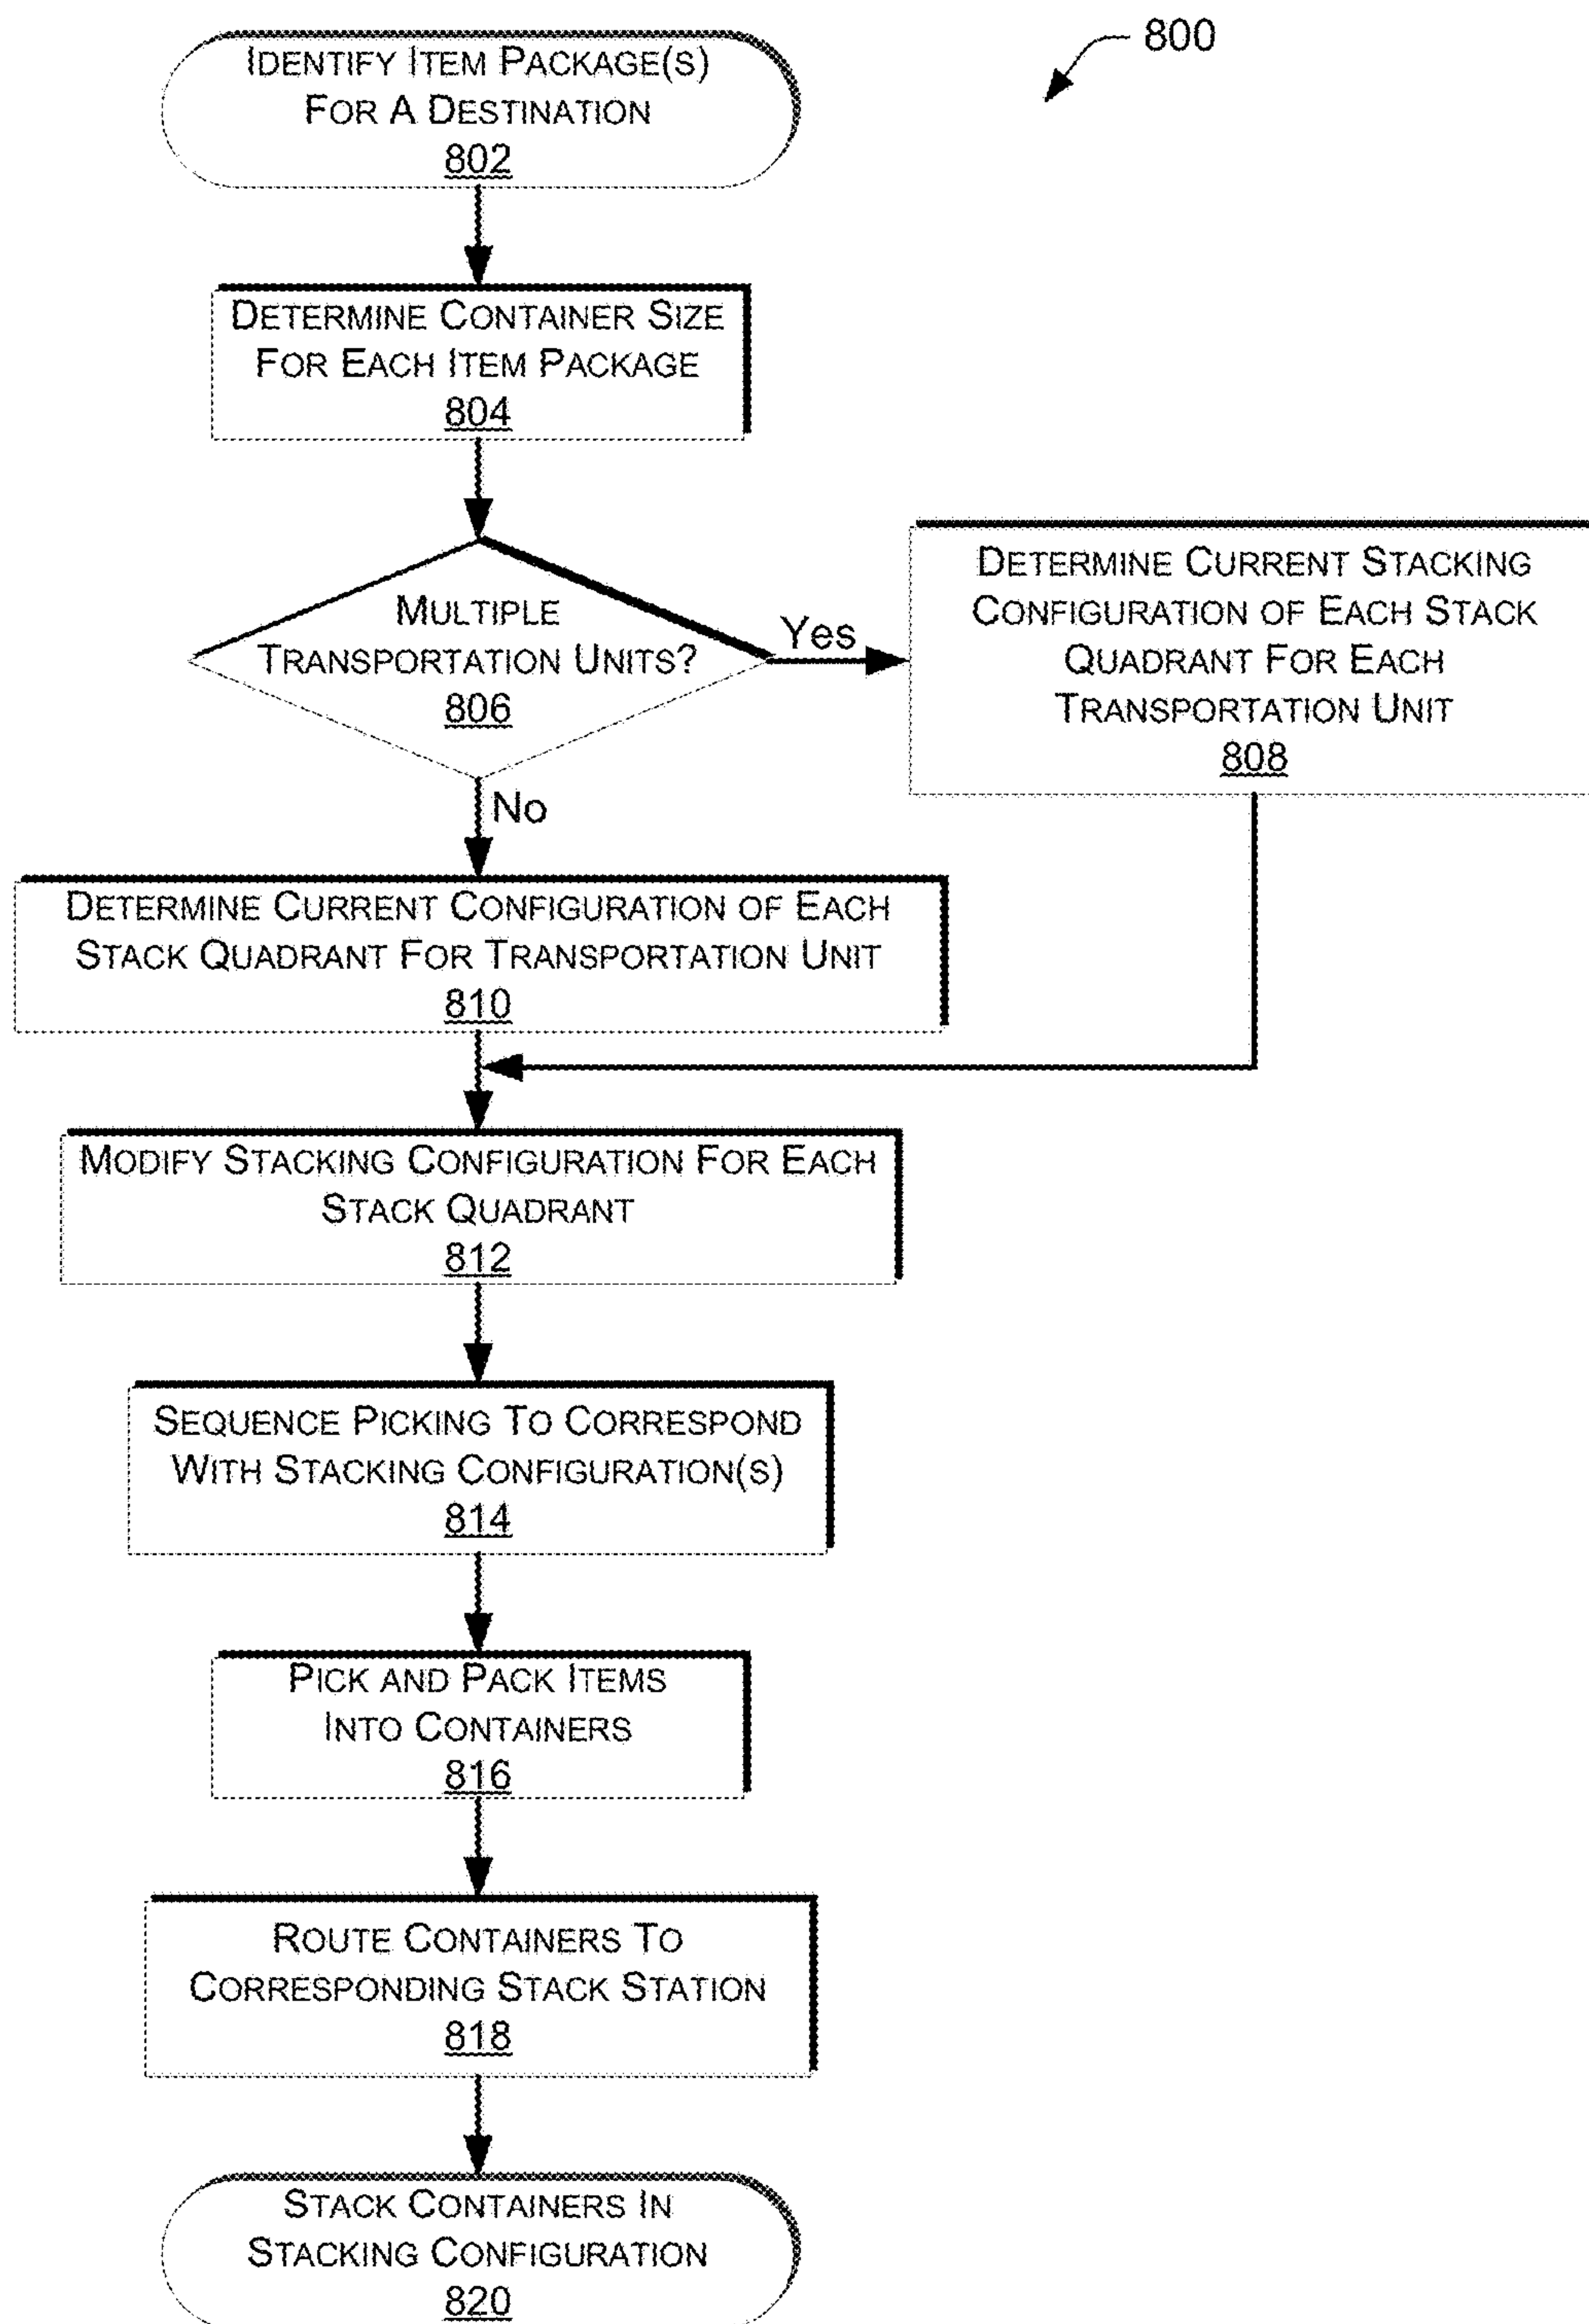 800
IDENTIFY ITEM PACKAGE(S)
FOR A DESTINATION
802
DETERMINE CONTAINER SIZE
FOR EACH ITEM PACKAGE
804
MULTIPLE
TRANSPORTATION UNITS?
806
Yes
DETERMINE CURRENT STACKING
CONFIGURATION OF EACH STACK
QUADRANT FOR EACH
TRANSPORTATION UNIT
808
No
DETERMINE CURRENT CONFIGURATION OF EACH
STACK QUADRANT FOR TRANSPORTATION UNIT
810
MODIFY STACKING CONFIGURATION FOR EACH
STACK QUADRANT
812
SEQUENCE PICKING TO CORRESPOND
WITH STACKING CONFIGURATION(S)
814
PICK AND PACK ITEMS
INTO CONTAINERS
816
ROUTE CONTAINERS TO
CORRESPONDING STACK STATION
818
STACK CONTAINERS IN
STACKING CONFIGURATION
820